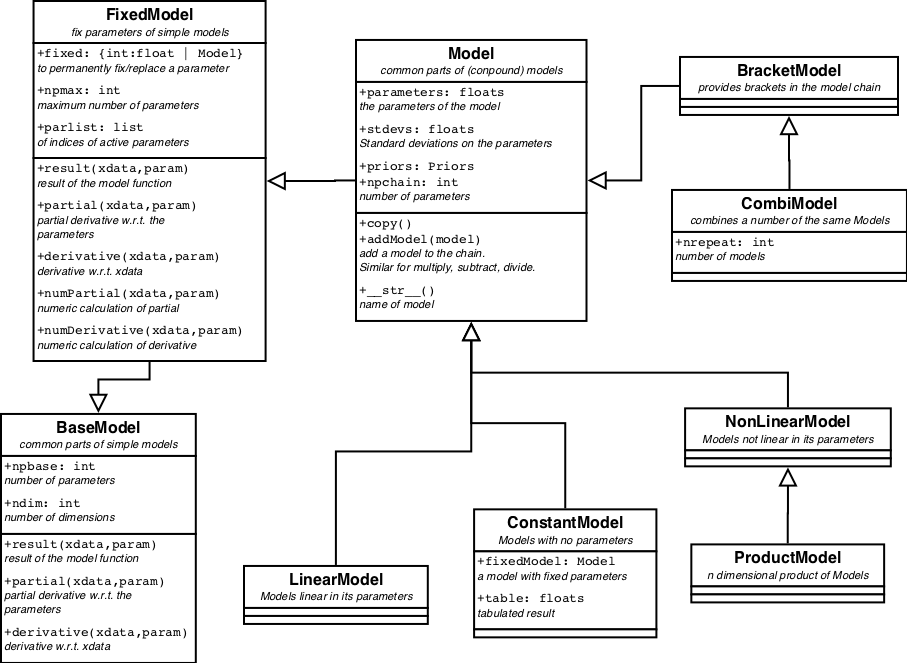 FixedModel
fix parameters of simple models
+fixed: {int:float | Model}
to permanently fix/replace a parameter
+npmax: int
maximum number of parameters
+parlist: list
of indices of active parameters
+result(xdata,param)
result of the model function
+partial(xdata,param)
partial derivative w.r.t. the
parameters
+derivative(xdata,param)
derivative w.r.t. xdata
+numPartial(xdata,param)
numeric calculation of partial
+numDerivative(xdata,param)
numeric calculation of derivative
BaseModel
common parts of simple models
+npbase: int
number of parameters
+ndim: int
number of dimensions
+result(xdata,param)
result of the model function
+partial(xdata,param)
partial derivative w.r.t. the
parameters
+derivative(xdata,param)
derivative w.r.t. xdata
Model
common parts of (conpound) models
+parameters: floats
the parameters of the model
+stdevs: floats
Standard deviations on the parameters
+priors: Priors
+npchain: int
number of parameters
+copy()
+addModel(model)
add a model to the chain.
Similar for multiply, subtract, divide.
+__str__()
name of model
BracketModel
provides brackets in the model chain
CombiModel
combines a number of the same Models
+nrepeat: int
number of models
LinearModel
Models linear in its parameters
ConstantModel
Models with no parameters
+fixedModel: Model
a model with fixed parameters
+table: floats
tabulated result
NonLinearModel
Models not linear in its parameters
ProductModel
n dimensional product of Models